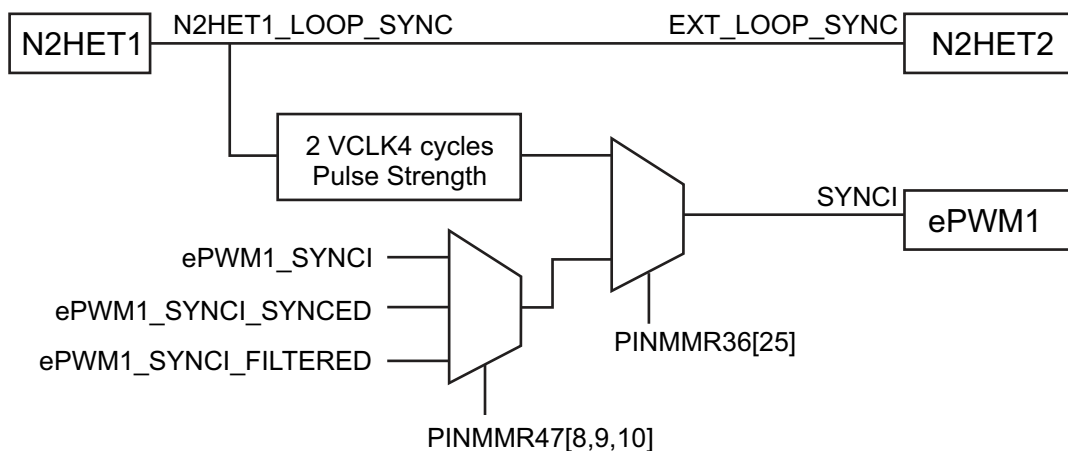 N2HET1
N2HET1_LOOP_SYNC
EXT_LOOP_SYNC
N2HET2
2 VCLK4 cycles
Pulse Strength
SYNCI
ePWM1
ePWM1_SYNCI
ePWM1_SYNCI_SYNCED
ePWM1_SYNCI_FILTERED
PINMMR36[25]
PINMMR47[8,9,10]